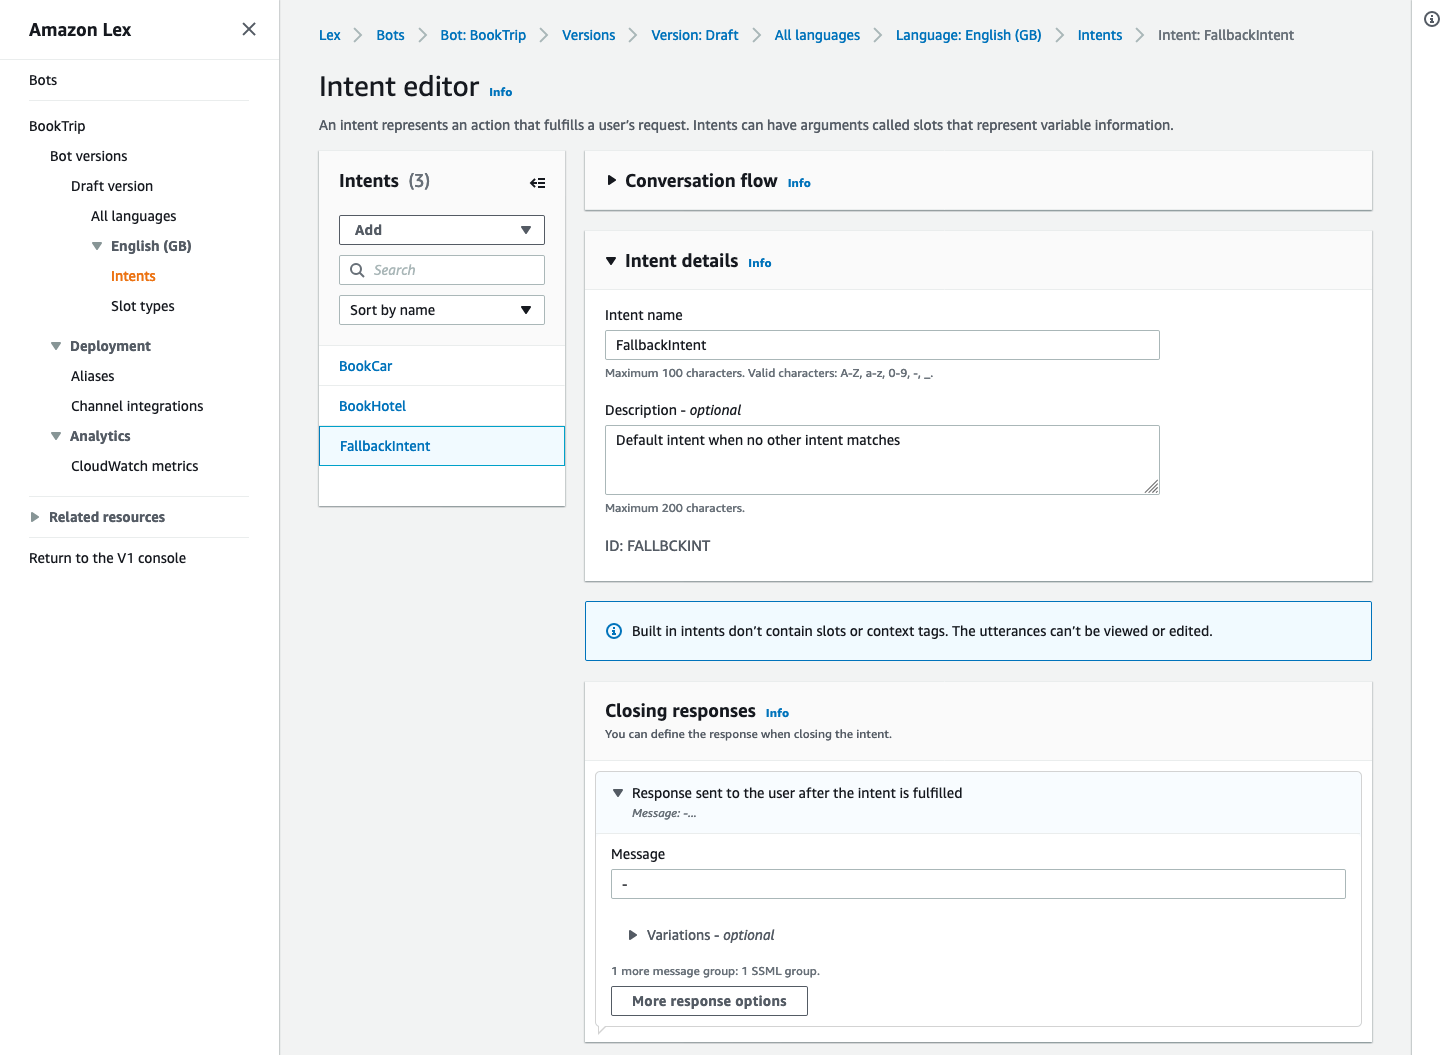 Amazon Lex
Bots
BookTrip
Bot versions
Draft version
All languages
English (GB)
Intents
Slot types
Deployment
Aliases
Channel integrations
Analytics
CloudWatch metrics
Related resources
Return to the V1 console
Lex Bots Bot: BookTrip Versions Version: Draft All languages Language: English (GB) Intents Intent: FallbackIntent
Intent editor Info
An intent represents an action that fulfills a user's request. Intents can have arguments called slots that represent variable information.
Intents (3)
Add
Search
Sort by name
BookCar
BookHotel
FallbackIntent
Conversation flow Info
Intent details Info
Intent name
FallbackIntent
Maximum 100 characters. Valid characters: A-Z, a-z, 0-9, -, _.
Description - optional
Default intent when no other intent matches
Maximum 200 characters.
ID: FALLBCKINT
Built in intents don't contain slots or context tags. The utterances can't be viewed or edited.
Closing responses Info
You can define the response when closing the intent.
Response sent to the user after the intent is fulfilled
Message: -...
Message
-
Variations - optional
1 more message group: 1 SSML group.
More response options